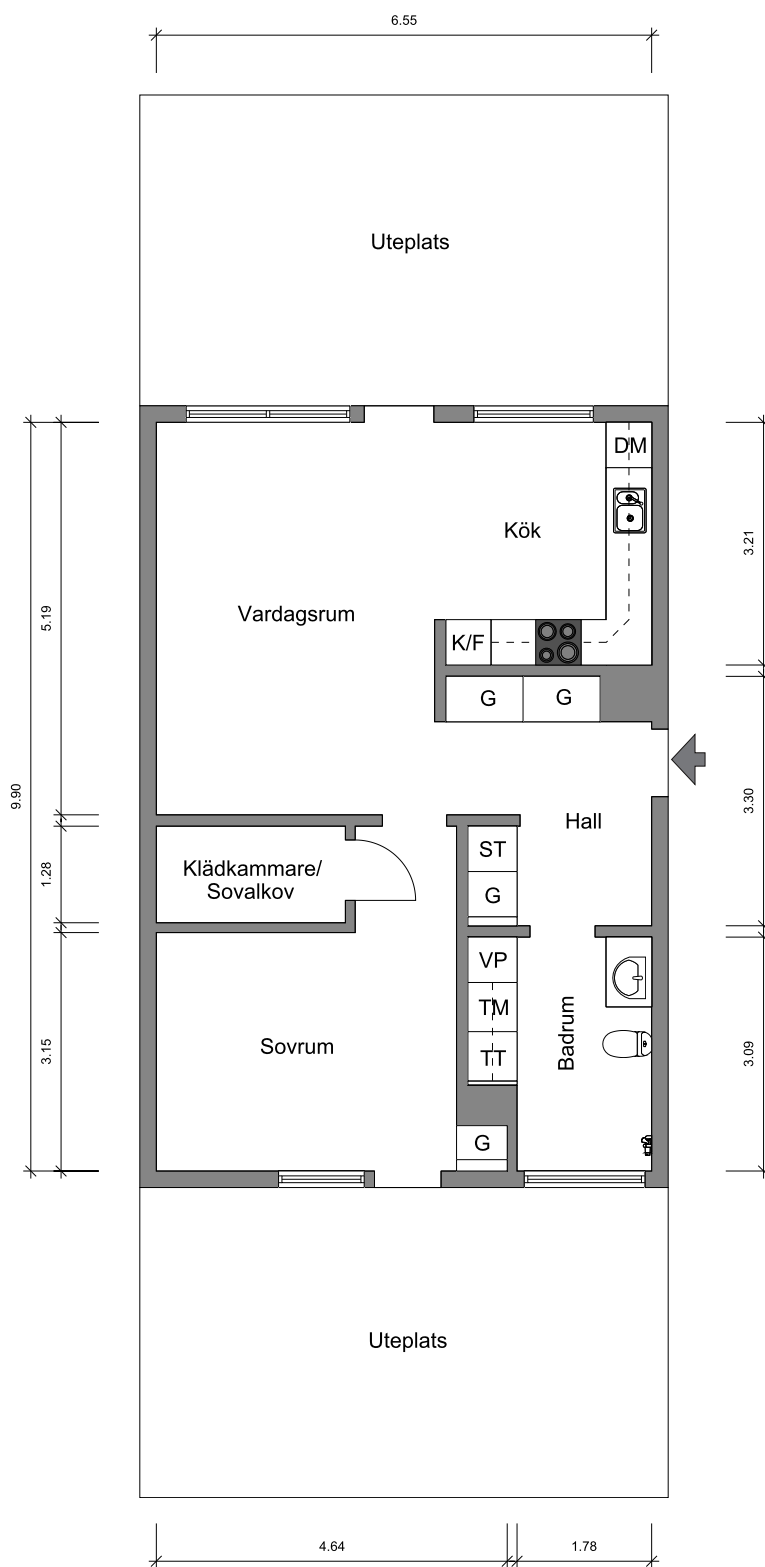 6.55
Uteplats
DM
Kök
Vardagsrum
K/F
G
G
5.19
3.21
9.90
Hall
3.30
ST
Klädkammare/
Sovalkov
1.28
G
VP
TM
TT
Badrum
Sovrum
3.15
3.09
G
Uteplats
4.64
1.78